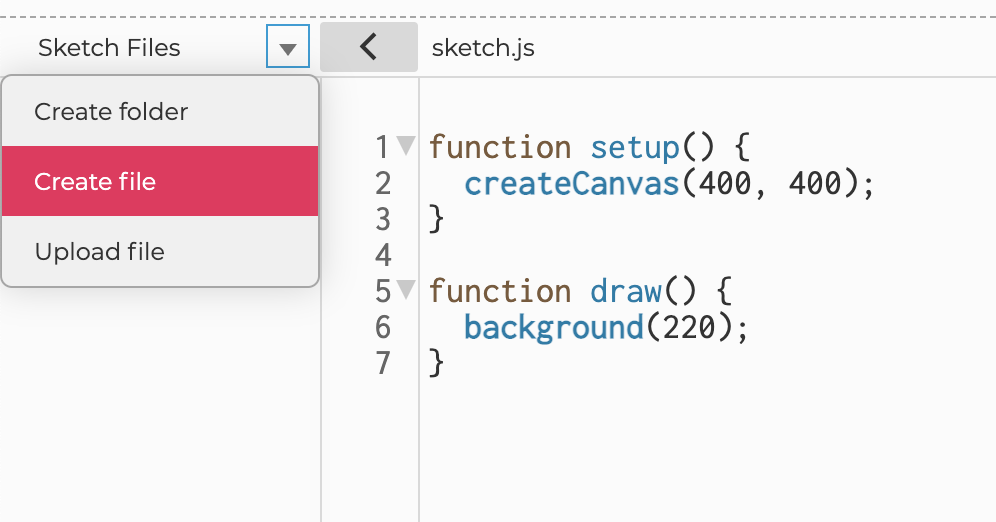 Sketch Files
sketch.js
Create folder
Create file
Upload file
1 function setup() {
2   createCanvas(400, 400);
3 }
4
5 function draw() {
6   background(220);
7 }